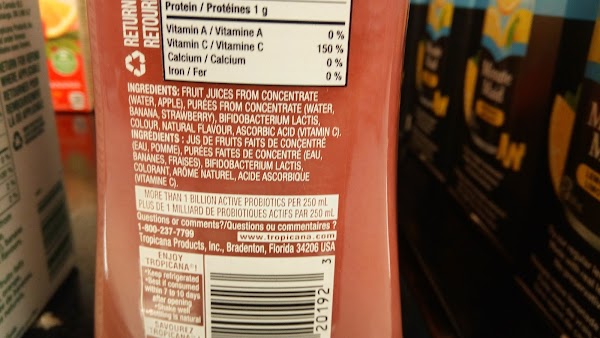 RETURN
RETOUR
Protein / Protéines 1 g
Vitamin A / Vitamine A 0 %
Vitamin C / Vitamine C 150 %
Calcium / Calcium 0 %
Iron / Fer 0 %
INGREDIENTS: FRUIT JUICES FROM CONCENTRATE
(WATER, APPLE), PURÉES FROM CONCENTRATE (WATER,
BANANA, STRAWBERRY), BIFIDOBACTERIUM LACTIS,
COLOUR, NATURAL FLAVOUR, ASCORBIC ACID (VITAMIN C).
INGRÉDIENTS : JUS DE FRUITS FAITS DE CONCENTRÉ
(EAU, POMME), PURÉES FAITES DE CONCENTRÉ (EAU,
BANANES, FRAISES), BIFIDOBACTERIUM LACTIS,
COLORANT, ARÔME NATUREL, ACIDE ASCORBIQUE
(VITAMINE C).
MORE THAN 1 BILLION ACTIVE PROBIOTICS PER 250 mL
PLUS DE 1 MILLIARD DE PROBIOTIQUES ACTIFS PAR 250 mL
Questions or comments?/Questions ou commentaires ?
1-800-237-7799 www.tropicana.com
Tropicana Products, Inc., Bradenton, Florida 34206 USA
ENJOY
TROPICANA
•Keep refrigerated
•Best if consumed
within 7 to 10 days
after opening
•Shake well
is natural
SAVOUREZ
TROPICANA
20192 3
Minute
Maid